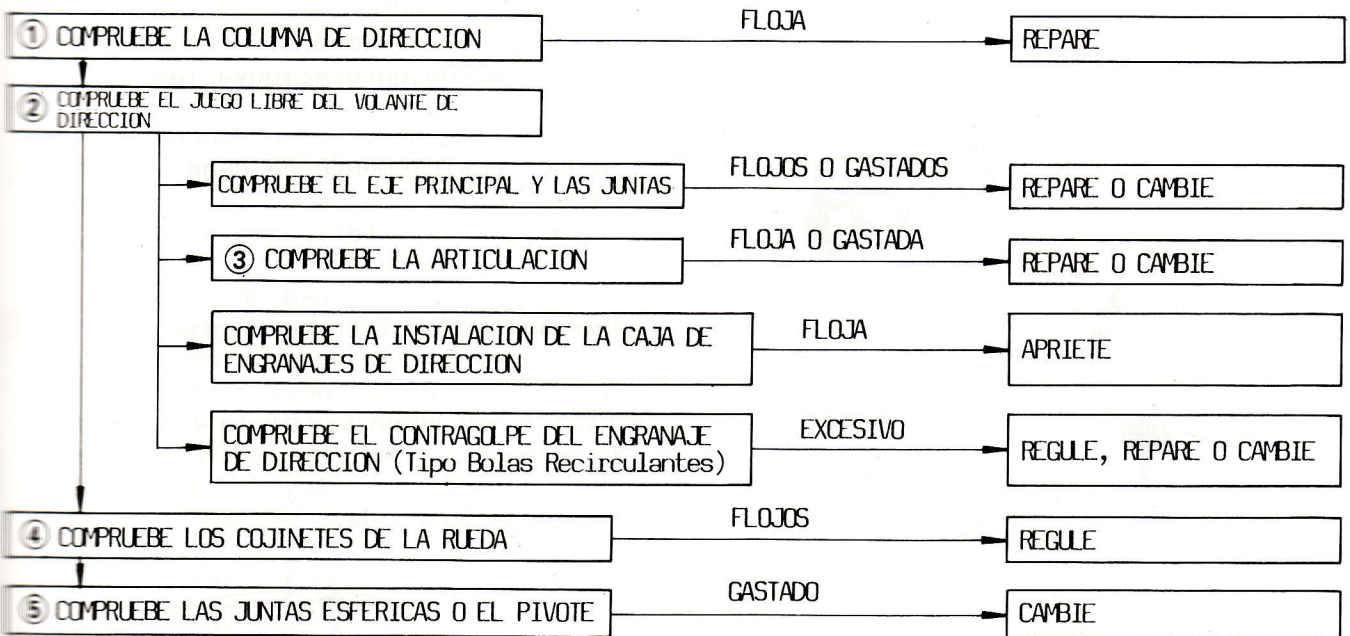 ① COMPRUEBE LA COLUMNA DE DIRECCION
FLOJA
REPARE
② COMPRUEBE EL JUEGO LIBRE DEL VOLANTE DE
DIRECCION
COMPRUEBE EL EJE PRINCIPAL Y LAS JUNTAS
FLOJOS O GASTADOS
REPARE O CAMBIE
③ COMPRUEBE LA ARTICULACION
FLOJA O GASTADA
REPARE O CAMBIE
COMPRUEBE LA INSTALACION DE LA CAJA DE
ENGRANAJES DE DIRECCION
FLOJA
APRIETE
COMPRUEBE EL CONTRAGOLPE DEL ENGRANAJE
DE DIRECCION (Tipo Bolas Recirculantes)
EXCESIVO
REGULE, REPARE O CAMBIE
④ COMPRUEBE LOS COJINETES DE LA RUEDA
FLOJOS
REGULE
⑤ COMPRUEBE LAS JUNTAS ESFERICAS O EL PIVOTE
GASTADO
CAMBIE